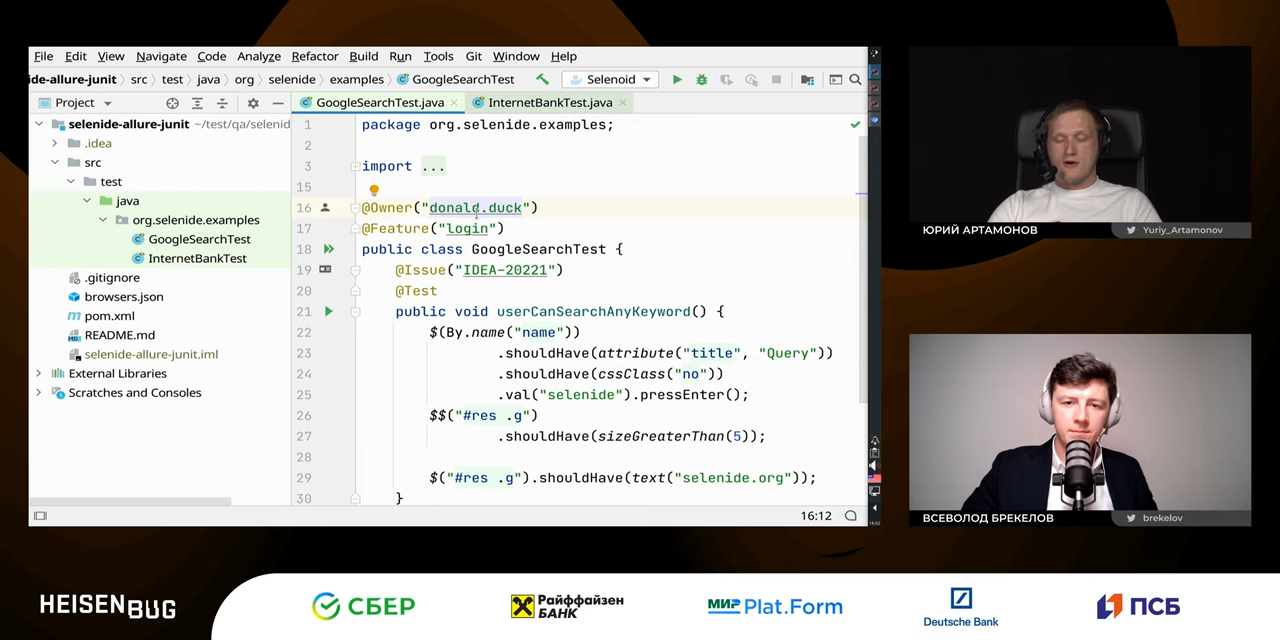 File Edit View Navigate Code Analyze Refactor Build Run Tools Git Window Help
ide-allure-junit src test java org selenide examples GoogleSearchTest Selenoid
Project
GoogleSearchTest.java InternetBankTest.java
selenide-allure-junit ~/test/qa/selenid
.idea
src
test
java
org.selenide.examples
GoogleSearchTest
InternetBankTest
.gitignore
browsers.json
pom.xml
README.md
selenide-allure-junit.iml
External Libraries
Scratches and Consoles
1 package org.selenide.examples;
2
3 import ...
15
16 @Owner("donald.duck")
17 @Feature("login")
18 public class GoogleSearchTest {
19 @Issue("IDEA-20221")
20 @Test
21 public void userCanSearchAnyKeyword() {
22 $(By.name("name"))
23 .shouldHave(attribute("title", "Query"))
24 .shouldHave(cssClass("no"))
25 .val("selenide").pressEnter();
26 $$("#res .g")
27 .shouldHave(sizeGreaterThan(5));
28
29 $("#res .g").shouldHave(text("selenide.org"));
30 }
16:12
ЮРИЙ АРТАМОНОВ Yuriy_Artamonov
ВСЕВОЛОД БРЕКЕЛОВ brekelov
HEISENBUG
СБЕР
Райффайзен
БАНК
МИР Plat.Form
Deutsche Bank
ПСБ